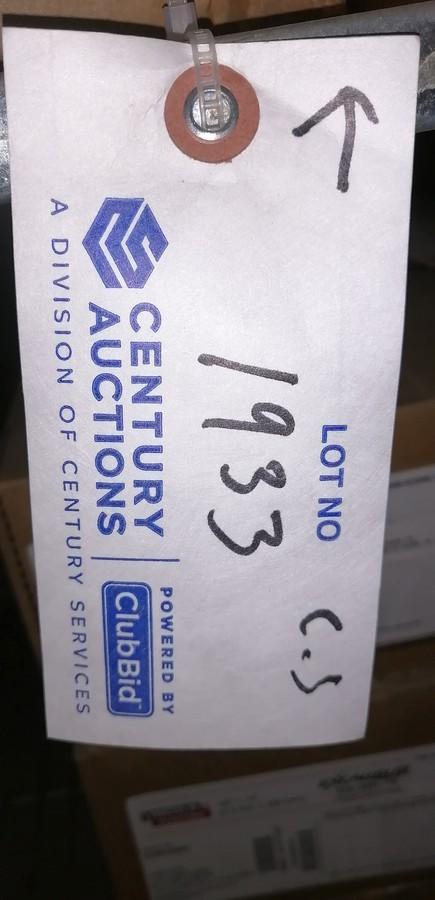 LOT NO
C.S
1933
CENTURY
AUCTIONS
POWERED BY
ClubBid
A DIVISION OF CENTURY SERVICES